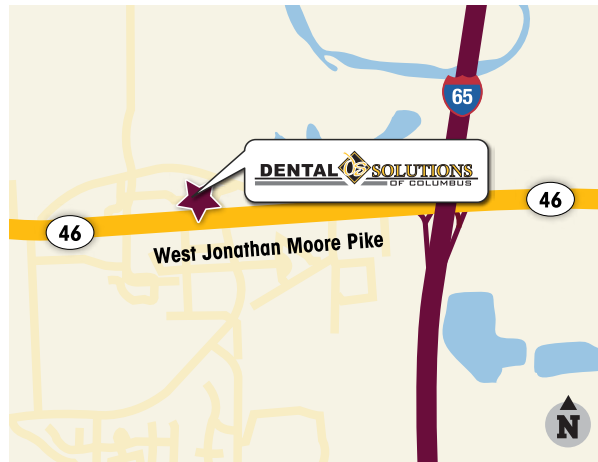 65
DENTAL DS SOLUTIONS
OF COLUMBUS
46
46
West Jonathan Moore Pike
N